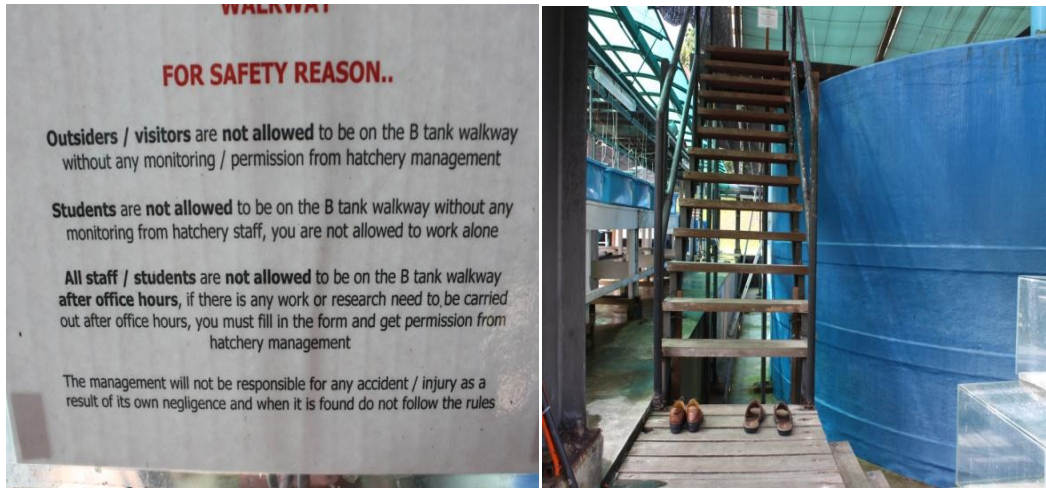 WALKWAY
FOR SAFETY REASON..
Outsiders / visitors are not allowed to be on the B tank walkway
without any monitoring / permission from hatchery management
Students are not allowed to be on the B tank walkway without any
monitoring from hatchery staff, you are not allowed to work alone
All staff / students are not allowed to be on the B tank walkway
after office hours, if there is any work or research need to be carried
out after office hours, you must fill in the form and get permission from
hatchery management
The management will not be responsible for any accident / injury as a
result of its own negligence and when it is found do not follow the rules